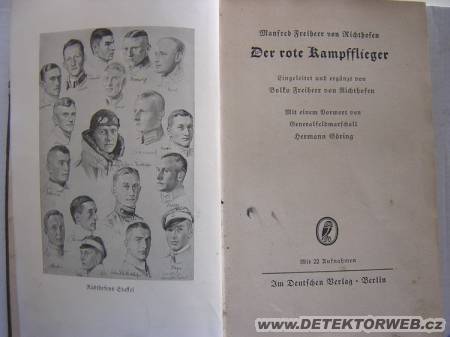 Richthofens Staffel
Manfred Freiherr von Richthofen
Der rote Kampfflieger
Eingeleitet und ergänzt von
Bolko Freiherr von Richthofen
Mit einem Vorwort von
Generalfeldmarschall
Hermann Göring
Mit 22 Aufnahmen
Im Deutschen Verlag · Berlin
© www.DETEKTORWEB.cz